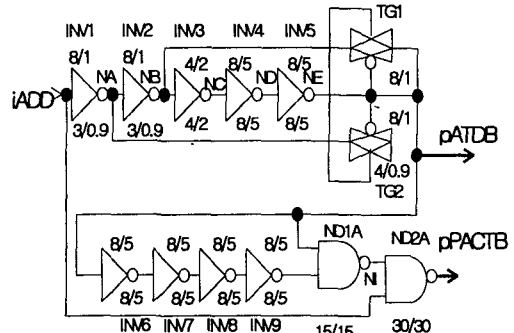 TG1
INV1 INV2 INV3 INV4 INV5
8/1 8/1 4/2 8/5 8/5
iADD NA NB NC ND NE
3/0.9 3/0.9 4/2 8/5 8/5
8/1
8/1
pATDB
4/0.9
TG2
8/5 8/5 8/5 8/5
ND1A
ND2A
NI
pPACTB
8/5 8/5 8/5 8/5
INV6 INV7 INV8 INV9
15/15
30/30